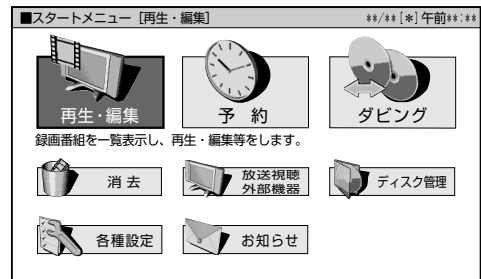 ■スタートメニュー［再生・編集］ **/**[*]午前**:**
再生・編集
予 約
ダビング
録画番組を一覧表示し、再生・編集等をします。
消 去
放送視聴
外部機器
ディスク管理
各種設定
お知らせ